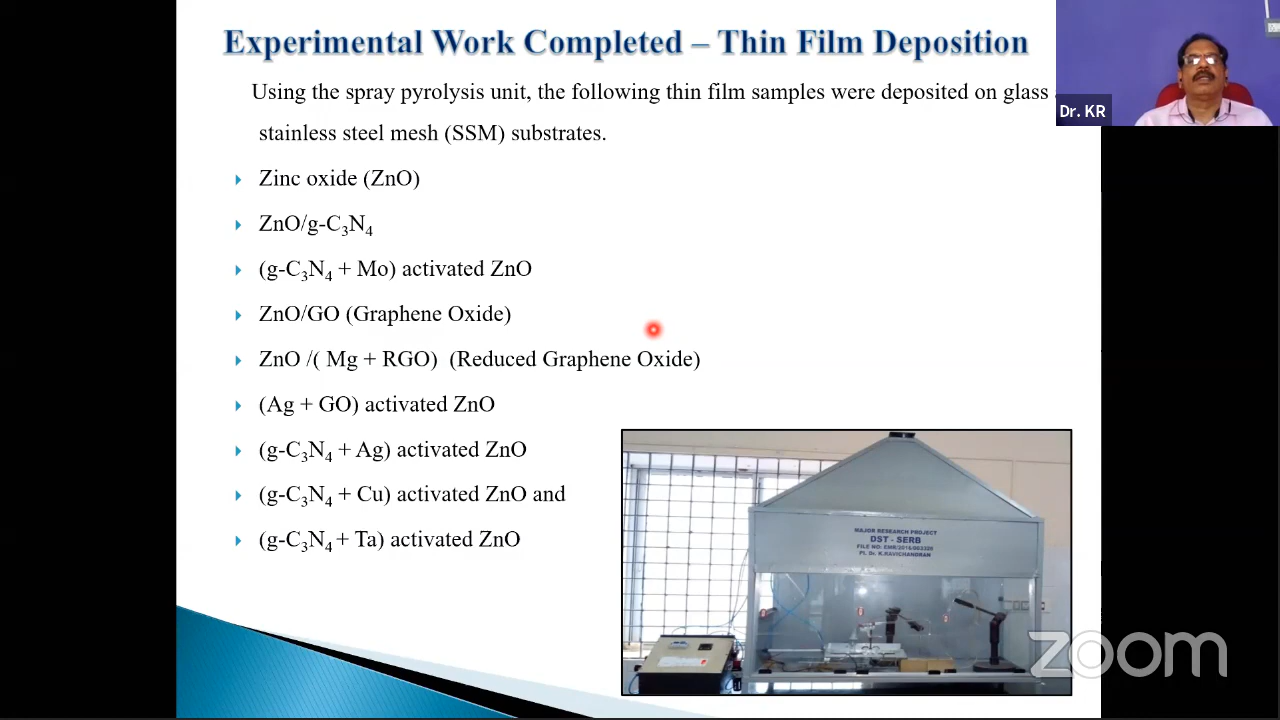 Experimental Work Completed – Thin Film Deposition
Using the spray pyrolysis unit, the following thin film samples were deposited on glass
stainless steel mesh (SSM) substrates.
Zinc oxide (ZnO)
ZnO/g-C₃N₄
(g-C₃N₄ + Mo) activated ZnO
ZnO/GO (Graphene Oxide)
ZnO /( Mg + RGO) (Reduced Graphene Oxide)
(Ag + GO) activated ZnO
(g-C₃N₄ + Ag) activated ZnO
(g-C₃N₄ + Cu) activated ZnO and
(g-C₃N₄ + Ta) activated ZnO
Dr. KR
MAJOR RESEARCH PROJECT
DST - SERB
FILE NO: EMR/2016/003326
PI. Dr. K.RAVICHANDRAN
zoom